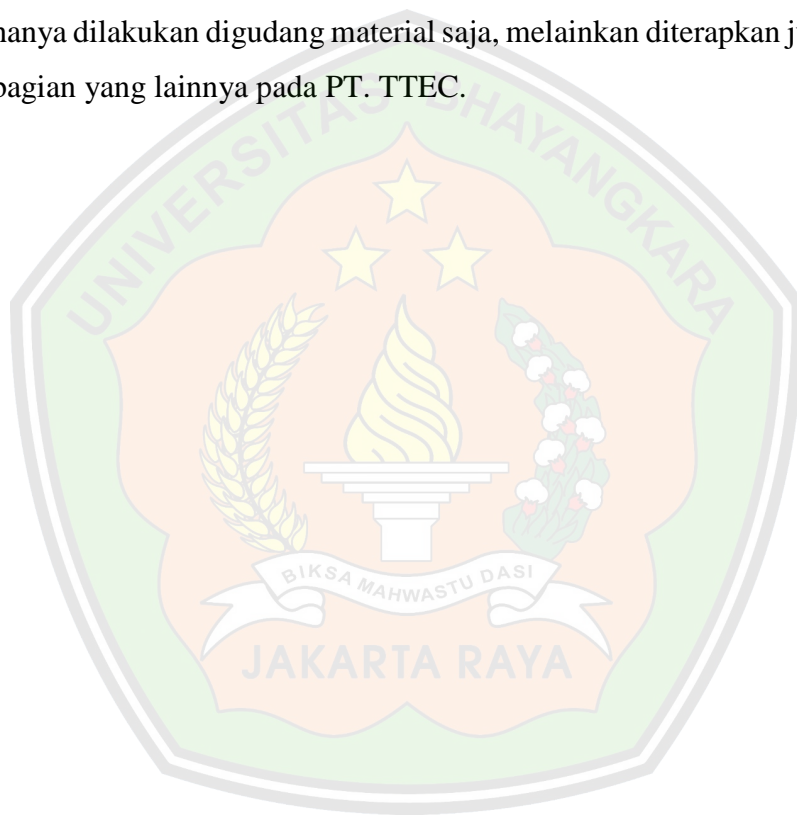 hanya dilakukan digudang material saja, melainkan diterapkan
bagian yang lainnya pada PT. TTEC.
UNIVERSITAS BHAYANGKARA
BIKSA MAHWASTU DASI
JAKARTA RAYA